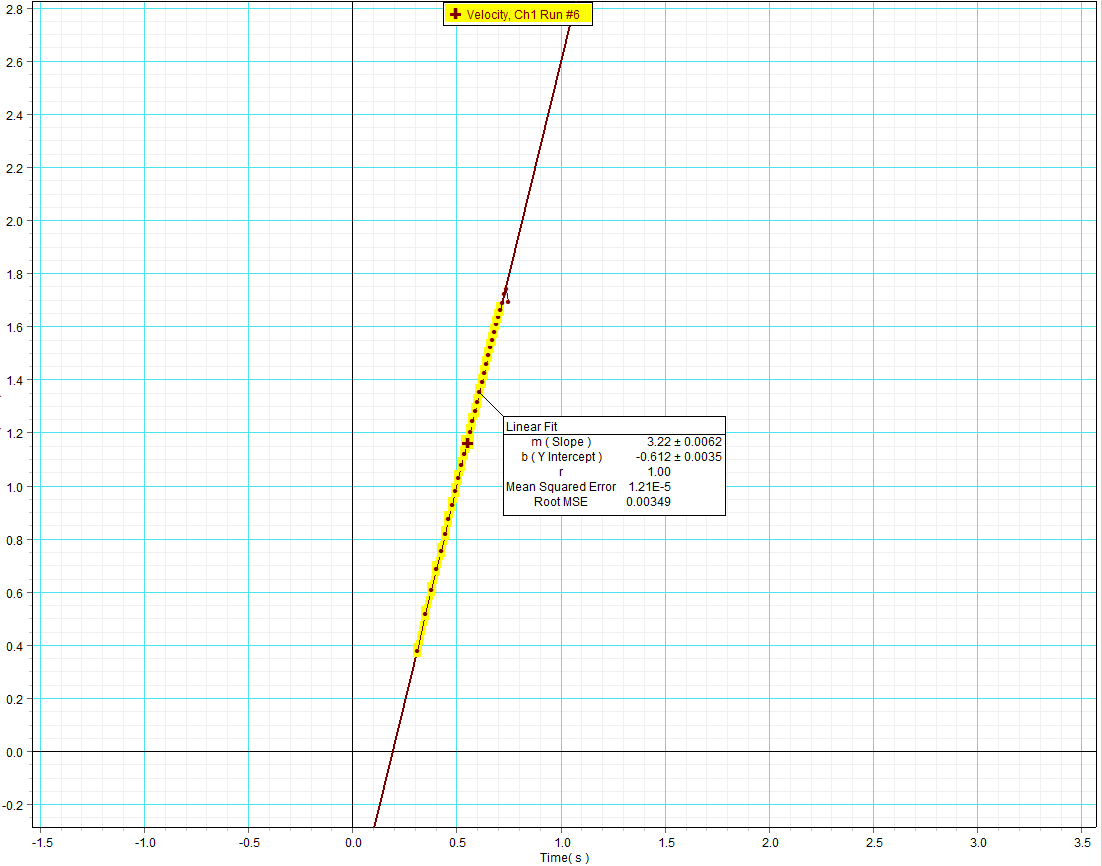 Velocity, Ch1 Run #6
2.8
2.6
2.4
2.2
2.0
1.8
1.6
1.4
1.2
1.0
0.8
0.6
0.4
0.2
0.0
-0.2
Linear Fit
m ( Slope ) 3.22 ± 0.0062
b ( Y Intercept ) -0.612 ± 0.0035
r 1.00
Mean Squared Error 1.21E-5
Root MSE 0.00349
-1.5 -1.0 -0.5 0.0 0.5 1.0 1.5 2.0 2.5 3.0 3.5
Time( s )